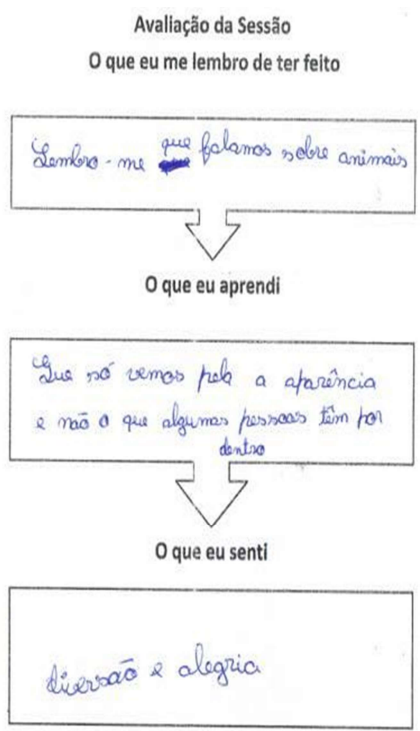 Avaliação da Sessão
O que eu me lembro de ter feito
Lembro-me que falamos sobre animais
O que eu aprendi
Que só vemos pela a aparência
e não o que algumas pessoas têm por
dentro
O que eu senti
diversão e alegria